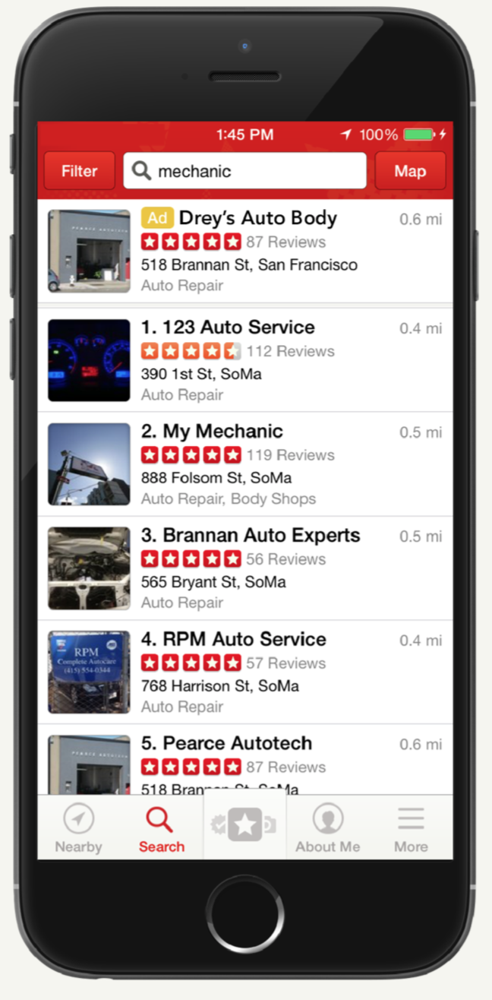 1:45 PM
100%
Filter
mechanic
Map
Ad Drey's Auto Body
0.6 mi
87 Reviews
518 Brannan St, San Francisco
Auto Repair
1. 123 Auto Service
0.4 mi
112 Reviews
390 1st St, SoMa
Auto Repair
2. My Mechanic
0.5 mi
119 Reviews
888 Folsom St, SoMa
Auto Repair, Body Shops
3. Brannan Auto Experts
0.5 mi
56 Reviews
565 Bryant St, SoMa
Auto Repair
RPM
Complete Autocare
(415) 554-0344
4. RPM Auto Service
0.4 mi
57 Reviews
768 Harrison St, SoMa
Auto Repair
5. Pearce Autotech
0.6 mi
87 Reviews
518 Brannan St, SoMa
Nearby
Search
About Me
More